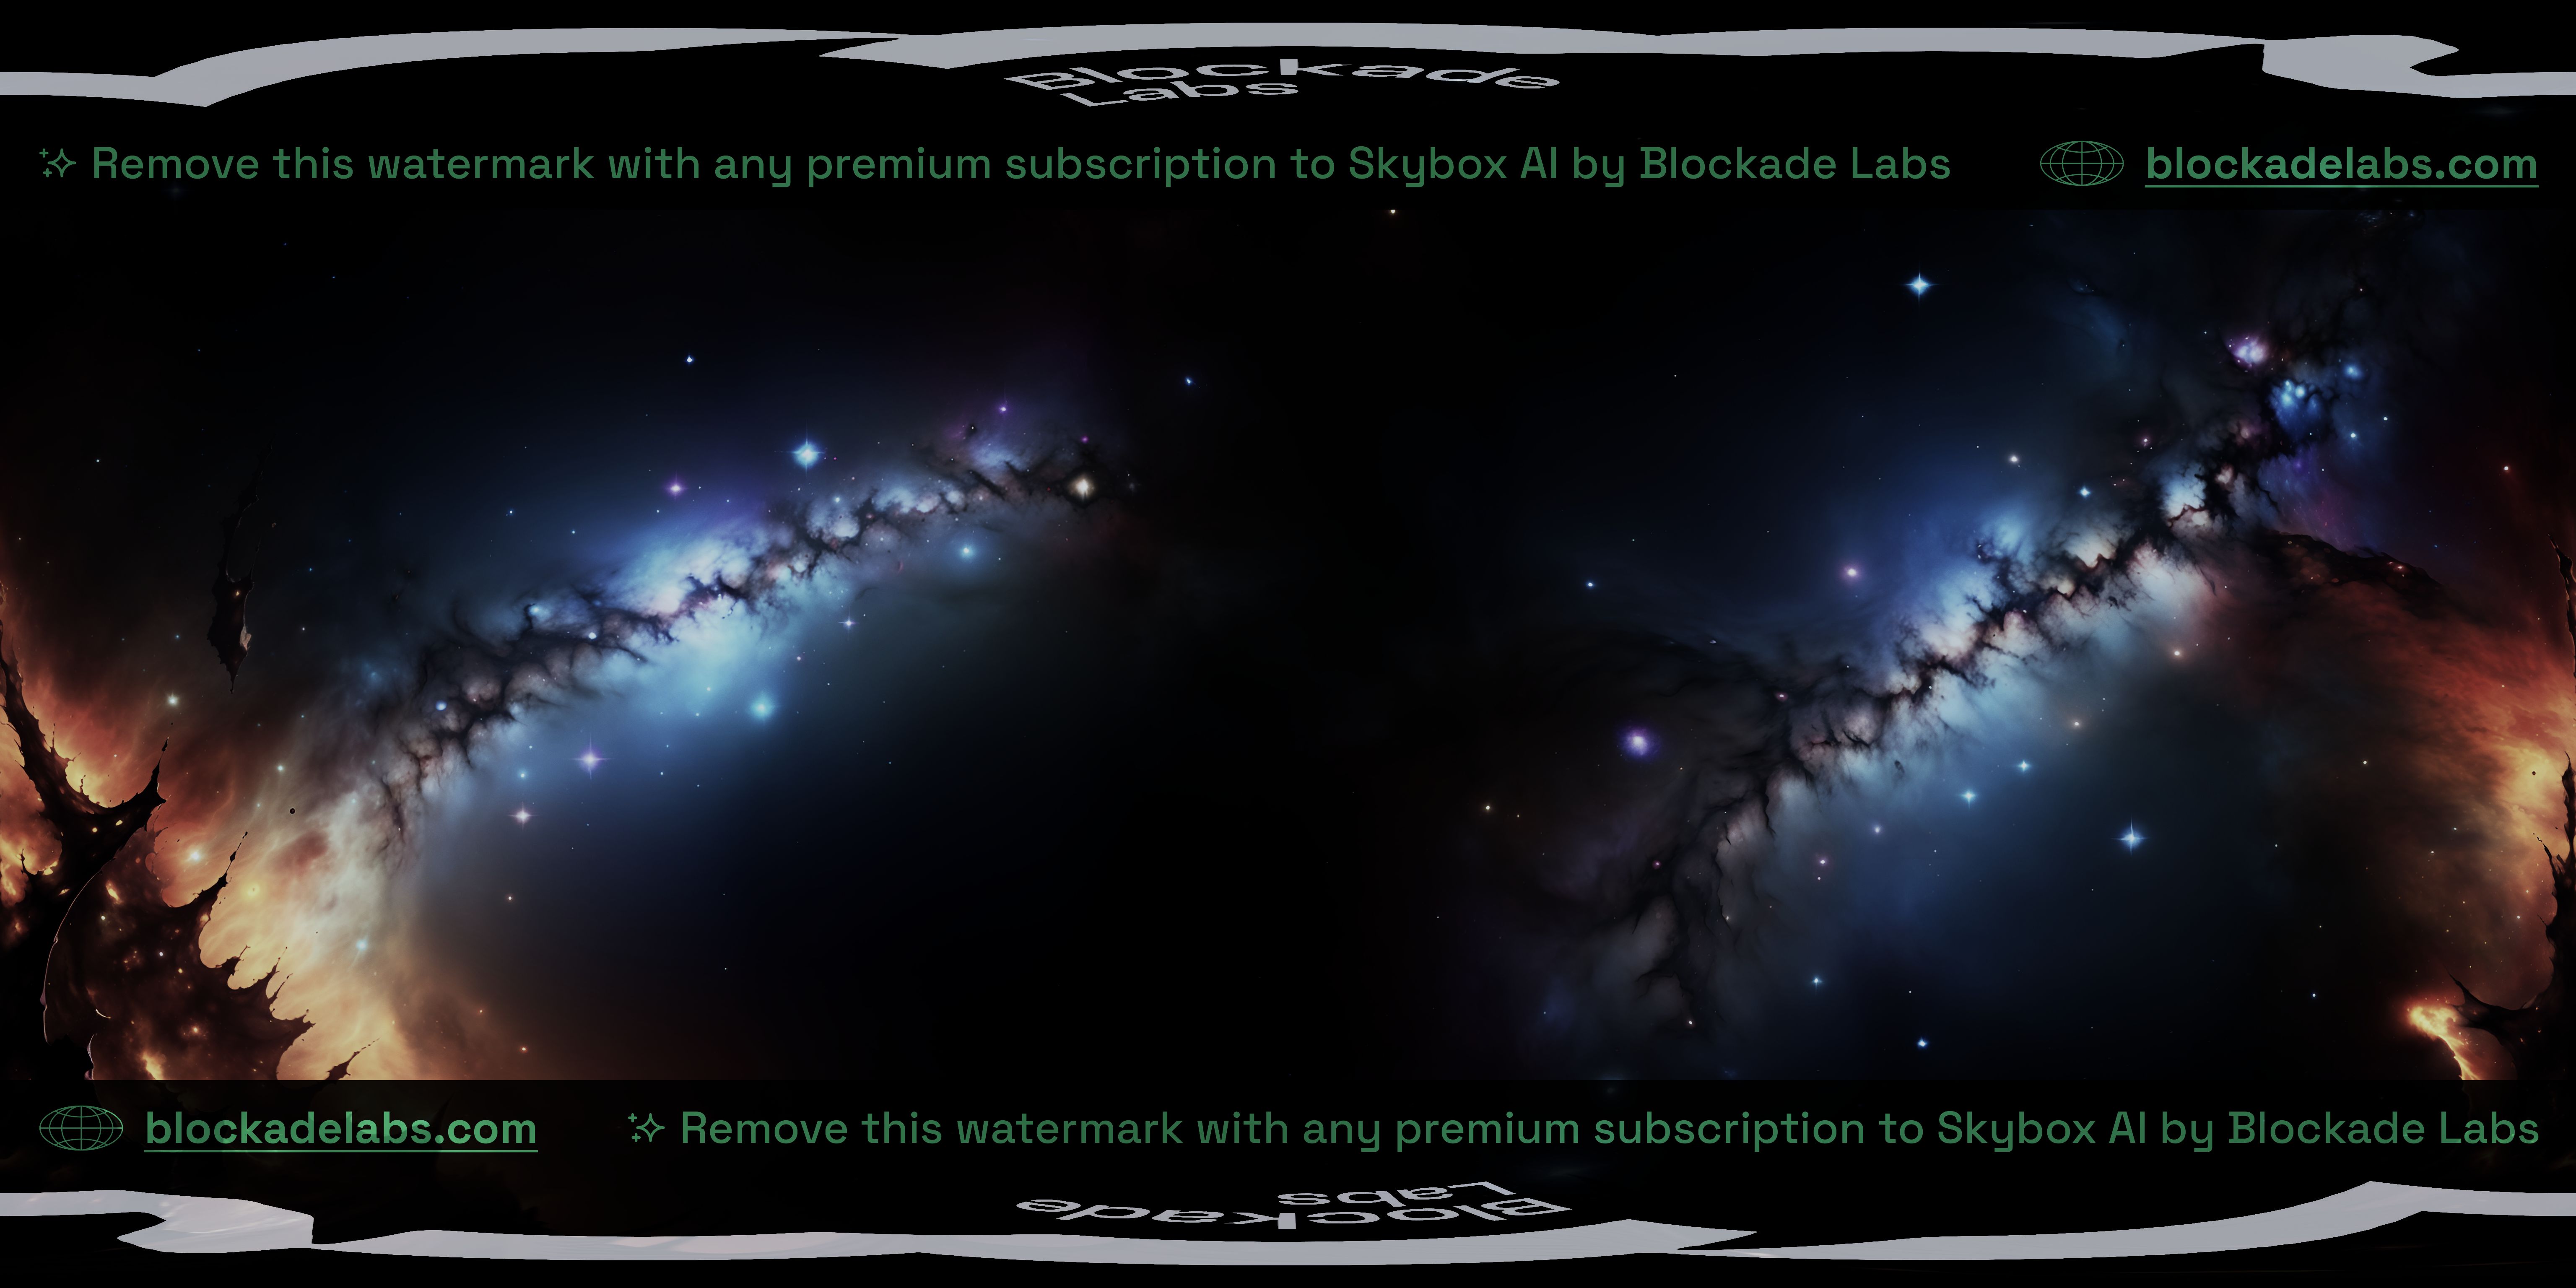 Blockade
Labs
Remove this watermark with any premium subscription to Skybox AI by Blockade Labs
blockadelabs.com
blockadelabs.com
Remove this watermark with any premium subscription to Skybox AI by Blockade Labs
Labs
Blockade